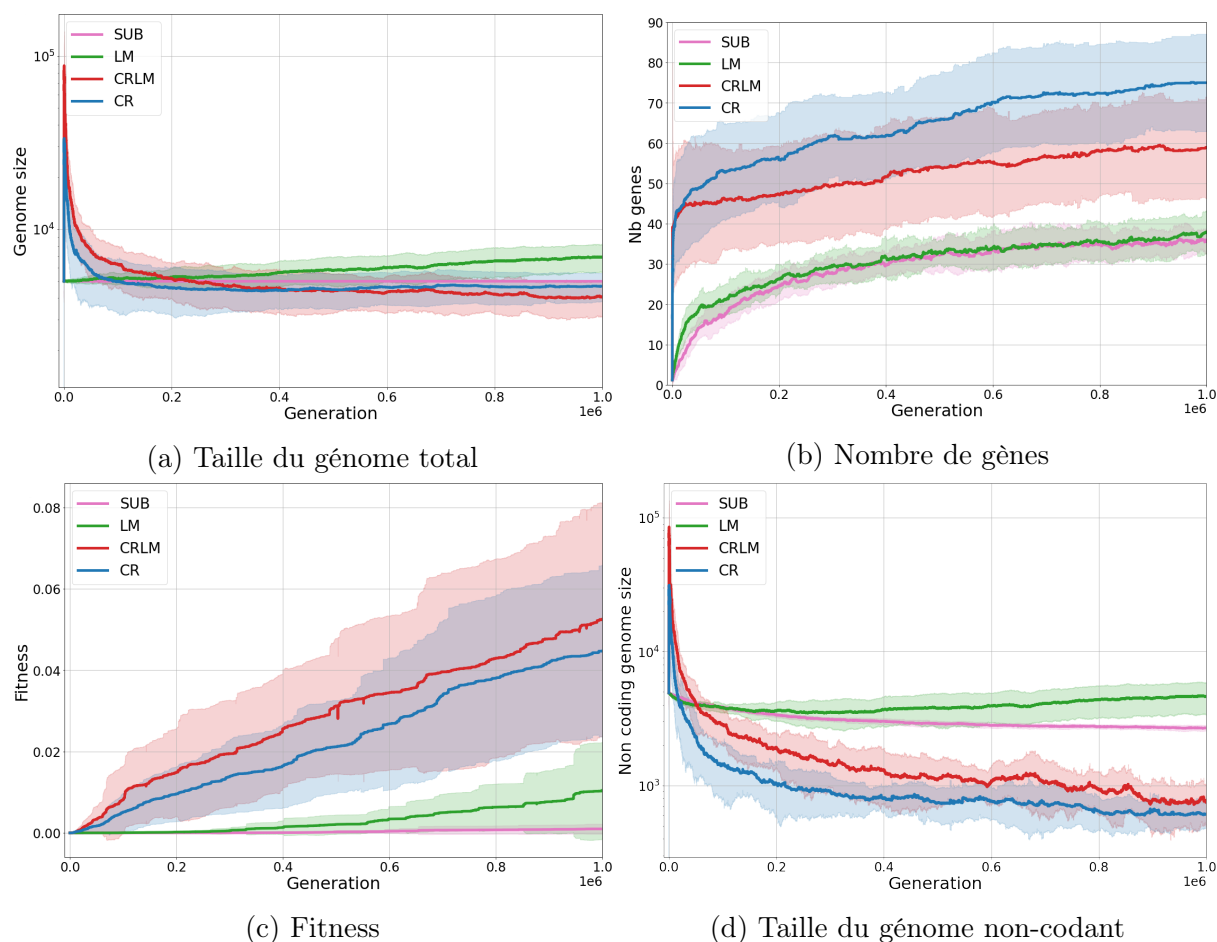 SUB
LM
CRLM
CR
10^5
10^4
Genome size
0.0 0.2 0.4 0.6 0.8 1.0
1e6
Generation
(a) Taille du génome total
SUB
LM
CRLM
CR
90
80
70
60
50
40
30
20
10
0
Nb genes
0.0 0.2 0.4 0.6 0.8 1.0
1e6
Generation
(b) Nombre de gènes
SUB
LM
CRLM
CR
0.08
0.06
0.04
0.02
0.00
Fitness
0.0 0.2 0.4 0.6 0.8 1.0
1e6
Generation
(c) Fitness
SUB
LM
CRLM
CR
10^5
10^4
10^3
Non coding genome size
0.0 0.2 0.4 0.6 0.8 1.0
1e6
Generation
(d) Taille du génome non-codant